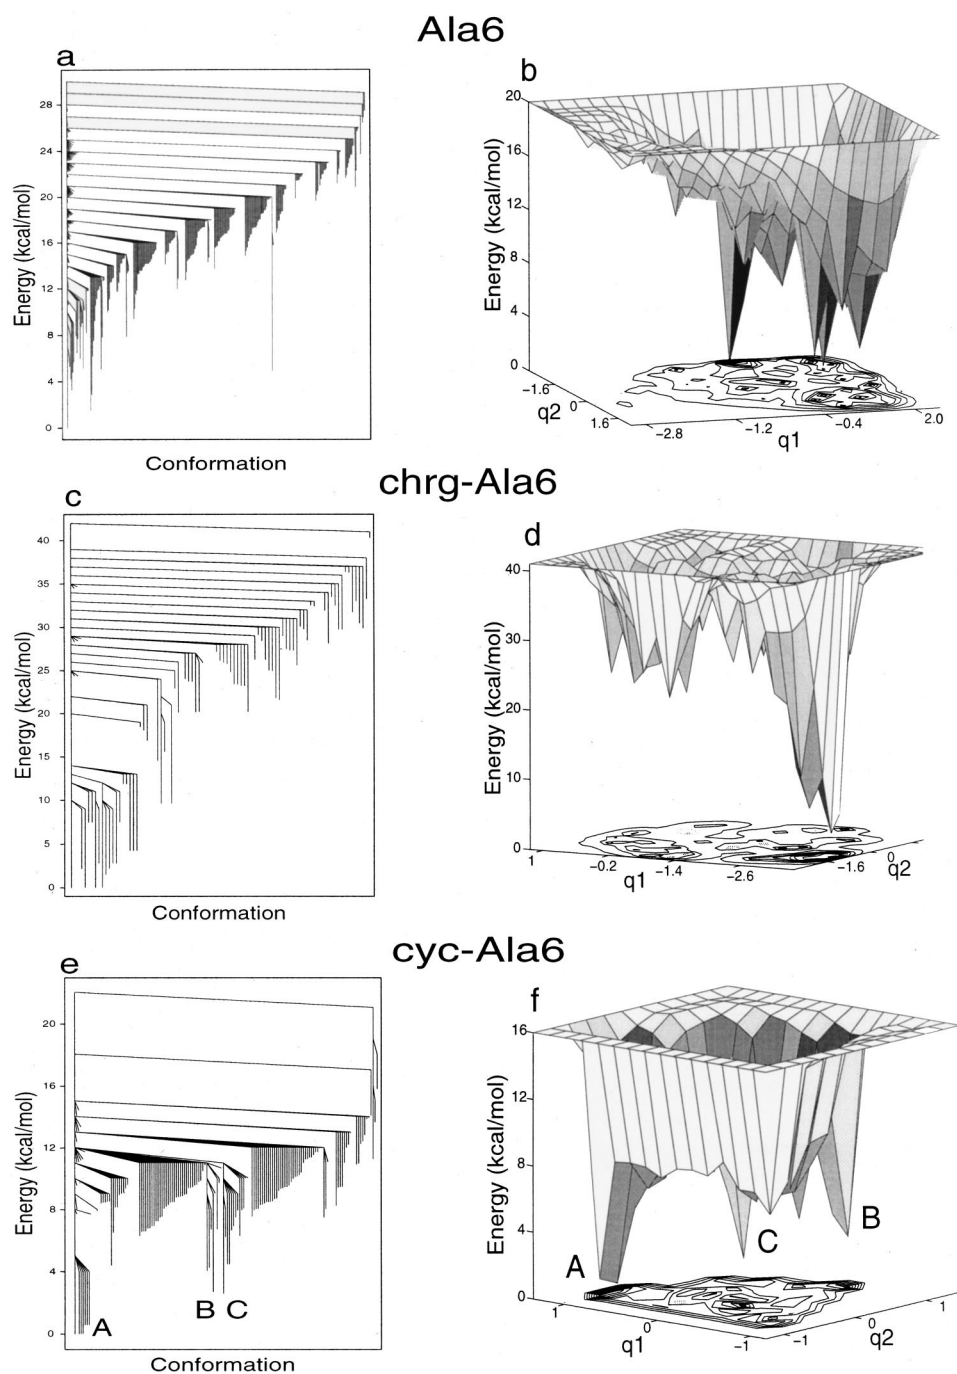 Ala6
a
Energy (kcal/mol)
28
24
20
16
12
8
4
0
Conformation
b
Energy (kcal/mol)
20
16
12
8
4
0
−1.6
0
1.6
q2
−2.8
−1.2
−0.4
2.0
q1
chrg-Ala6
c
Energy (kcal/mol)
40
35
30
25
20
15
10
5
0
Conformation
d
Energy (kcal/mol)
40
30
20
10
0
1
−0.2
−1.4
−2.6
q1
−1.6
0
q2
cyc-Ala6
e
Energy (kcal/mol)
20
16
12
8
4
0
A
B
C
Conformation
f
Energy (kcal/mol)
16
12
8
4
0
A
C
B
1
0
−1
q1
−1
0
1
q2